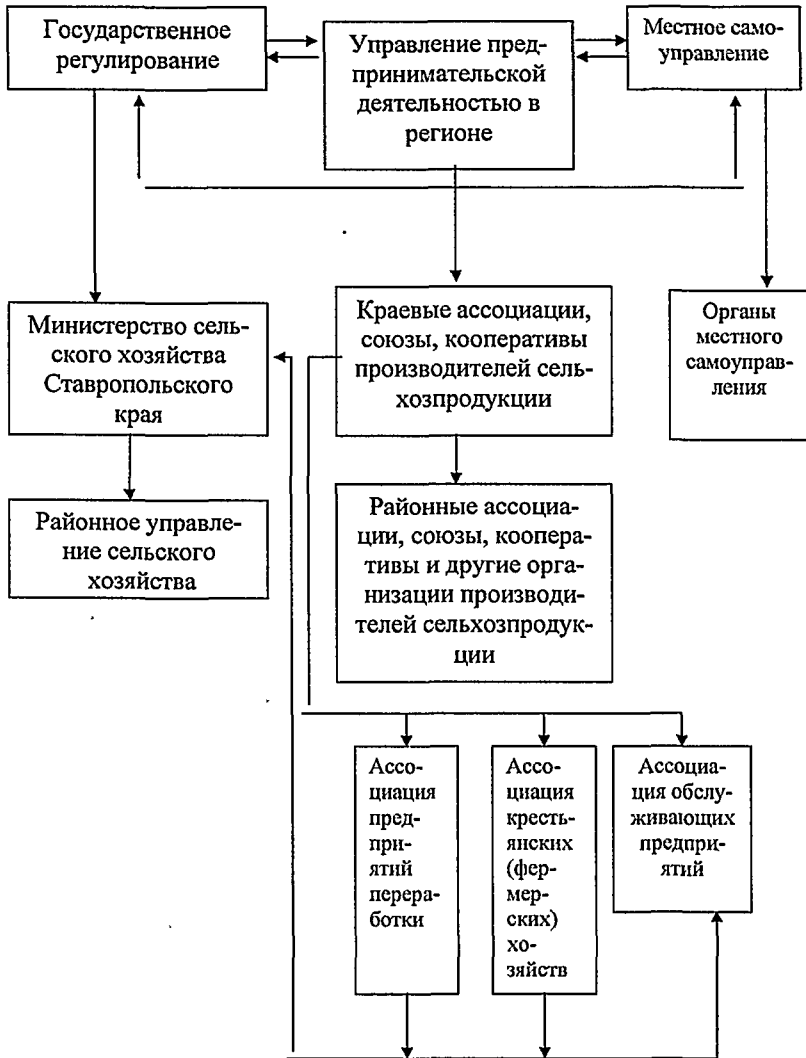 Государственное
регулирование
Управление пред-
принимательской
деятельностью в
регионе
Местное само-
управление
Министерство сель-
ского хозяйства
Ставропольского
края
Краевые ассоциации,
союзы, кооперативы
производителей сель-
хозпродукции
Органы
местного
самоуправ-
ления
Районное управле-
ние сельского
хозяйства
Районные ассоциа-
ции, союзы, коопера-
тивы и другие орга-
низации производи-
телей сельхозпродук-
ции
Ассо-
циация
пред-
при-
ятий
перера-
ботки
Ассо-
циация
кресть-
янских
(фер-
мер-
ских)
хо-
зяйств
Ассоциа-
ция обслу-
живающих
предпри-
ятий